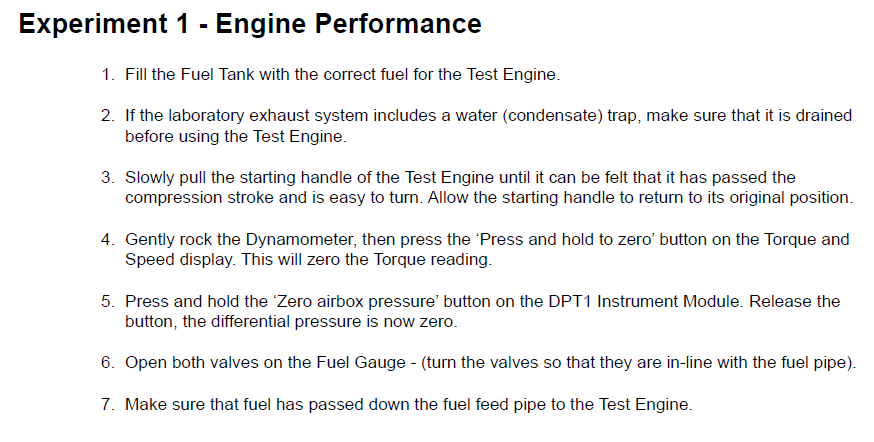 Experiment 1 - Engine Performance
1. Fill the Fuel Tank with the correct fuel for the Test Engine.
2. If the laboratory exhaust system includes a water (condensate) trap, make sure that it is drained
before using the Test Engine.
3. Slowly pull the starting handle of the Test Engine until it can be felt that it has passed the
compression stroke and is easy to turn. Allow the starting handle to return to its original position.
4. Gently rock the Dynamometer, then press the ‘Press and hold to zero’ button on the Torque and
Speed display. This will zero the Torque reading.
5. Press and hold the ‘Zero airbox pressure’ button on the DPT1 Instrument Module. Release the
button, the differential pressure is now zero.
6. Open both valves on the Fuel Gauge - (turn the valves so that they are in-line with the fuel pipe).
7. Make sure that fuel has passed down the fuel feed pipe to the Test Engine.